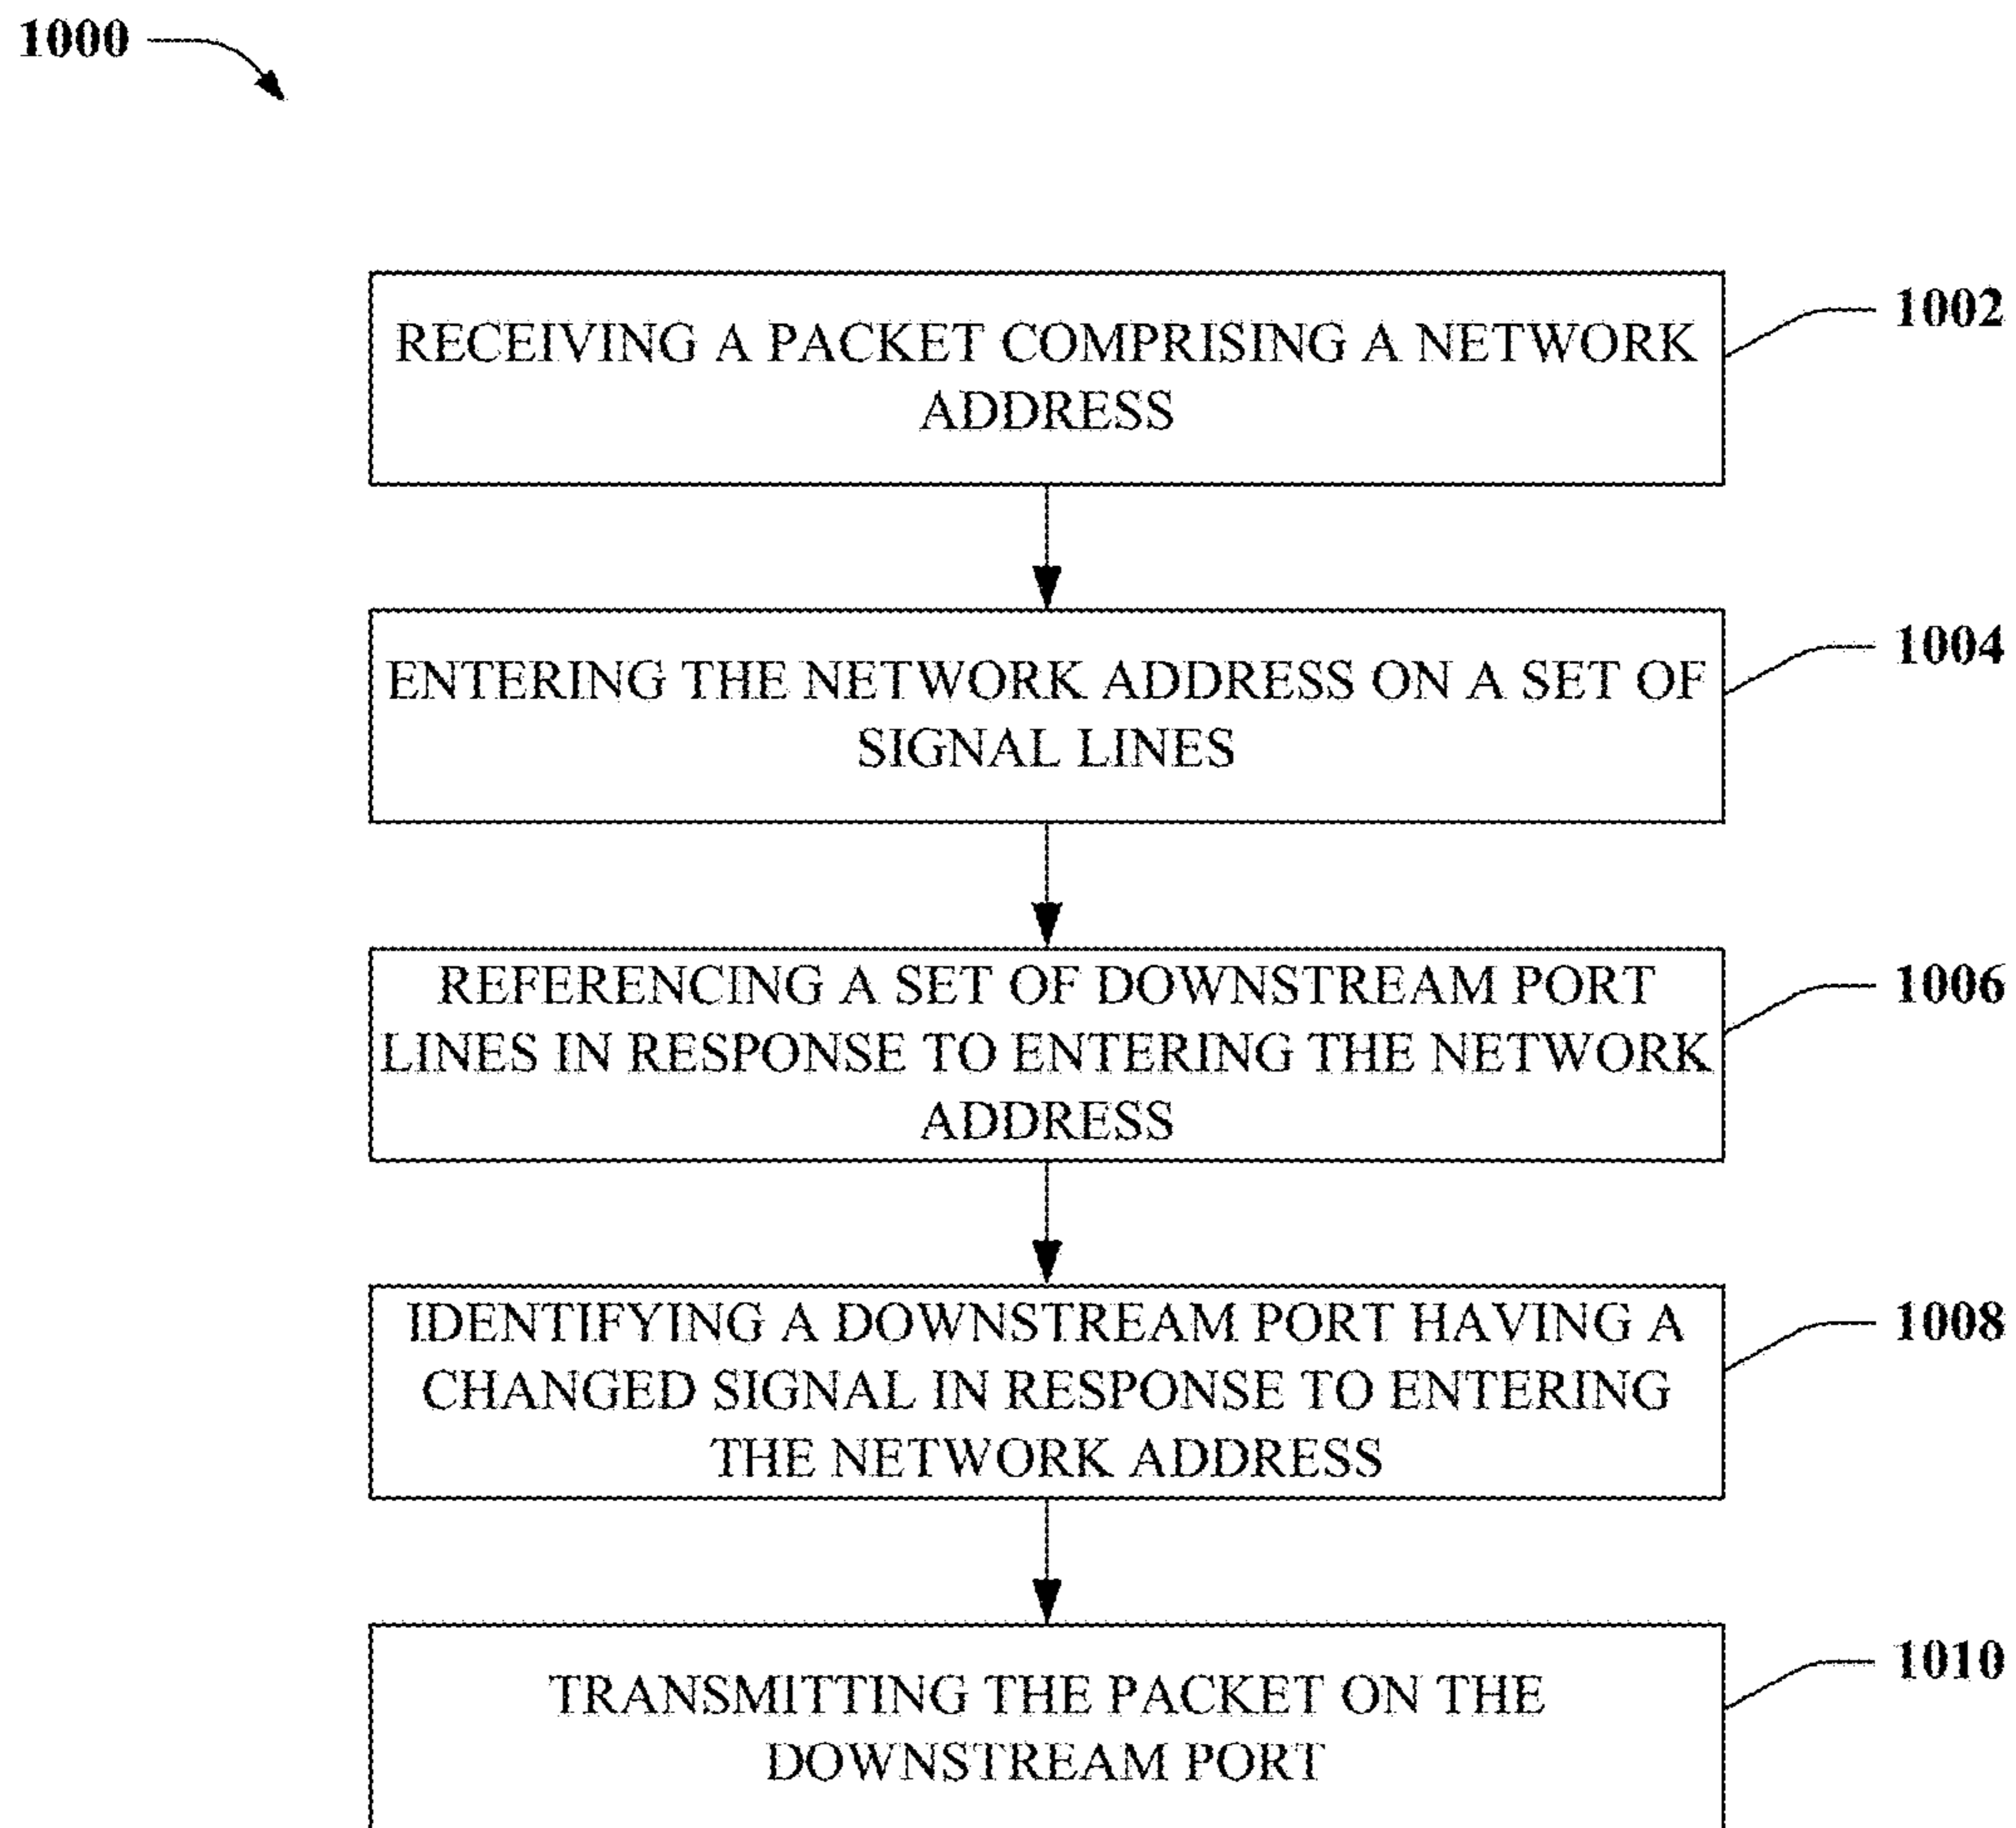 1000
RECEIVING A PACKET COMPRISING A NETWORK
ADDRESS
1002
ENTERING THE NETWORK ADDRESS ON A SET OF
SIGNAL LINES
1004
REFERENCING A SET OF DOWNSTREAM PORT
LINES IN RESPONSE TO ENTERING THE NETWORK
ADDRESS
1006
IDENTIFYING A DOWNSTREAM PORT HAVING A
CHANGED SIGNAL IN RESPONSE TO ENTERING
THE NETWORK ADDRESS
1008
TRANSMITTING THE PACKET ON THE
DOWNSTREAM PORT
1010